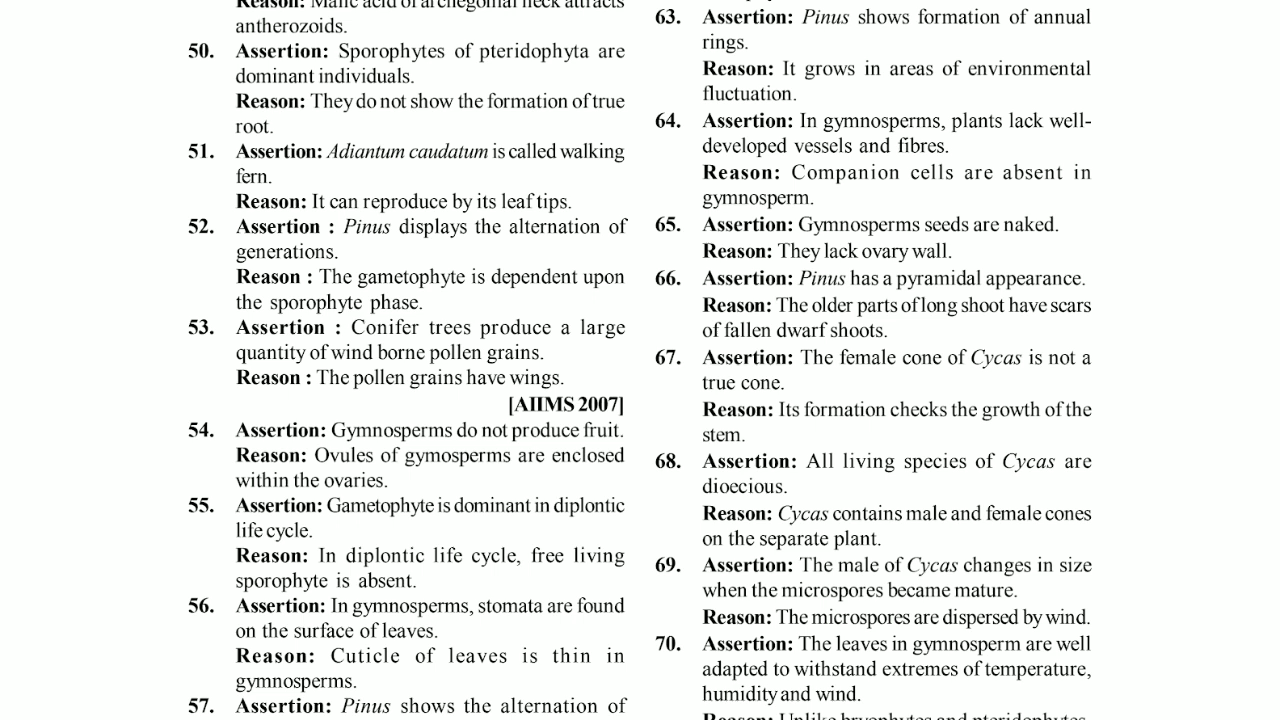 Reason: Malic acid of archegonial neck attracts
antherozoids.
50. Assertion: Sporophytes of pteridophyta are
dominant individuals.
Reason: They do not show the formation of true
root.
51. Assertion: Adiantum caudatum is called walking
fern.
Reason: It can reproduce by its leaf tips.
52. Assertion : Pinus displays the alternation of
generations.
Reason : The gametophyte is dependent upon
the sporophyte phase.
53. Assertion : Conifer trees produce a large
quantity of wind borne pollen grains.
Reason : The pollen grains have wings.
[AIIMS 2007]
54. Assertion: Gymnosperms do not produce fruit.
Reason: Ovules of gymosperms are enclosed
within the ovaries.
55. Assertion: Gametophyte is dominant in diplontic
life cycle.
Reason: In diplontic life cycle, free living
sporophyte is absent.
56. Assertion: In gymnosperms, stomata are found
on the surface of leaves.
Reason: Cuticle of leaves is thin in
gymnosperms.
57. Assertion: Pinus shows the alternation of
63. Assertion: Pinus shows formation of annual
rings.
Reason: It grows in areas of environmental
fluctuation.
64. Assertion: In gymnosperms, plants lack well-
developed vessels and fibres.
Reason: Companion cells are absent in
gymnosperm.
65. Assertion: Gymnosperms seeds are naked.
Reason: They lack ovary wall.
66. Assertion: Pinus has a pyramidal appearance.
Reason: The older parts of long shoot have scars
of fallen dwarf shoots.
67. Assertion: The female cone of Cycas is not a
true cone.
Reason: Its formation checks the growth of the
stem.
68. Assertion: All living species of Cycas are
dioecious.
Reason: Cycas contains male and female cones
on the separate plant.
69. Assertion: The male of Cycas changes in size
when the microspores became mature.
Reason: The microspores are dispersed by wind.
70. Assertion: The leaves in gymnosperm are well
adapted to withstand extremes of temperature,
humidity and wind.
Reason: Unlike bryophytes and pteridophytes,